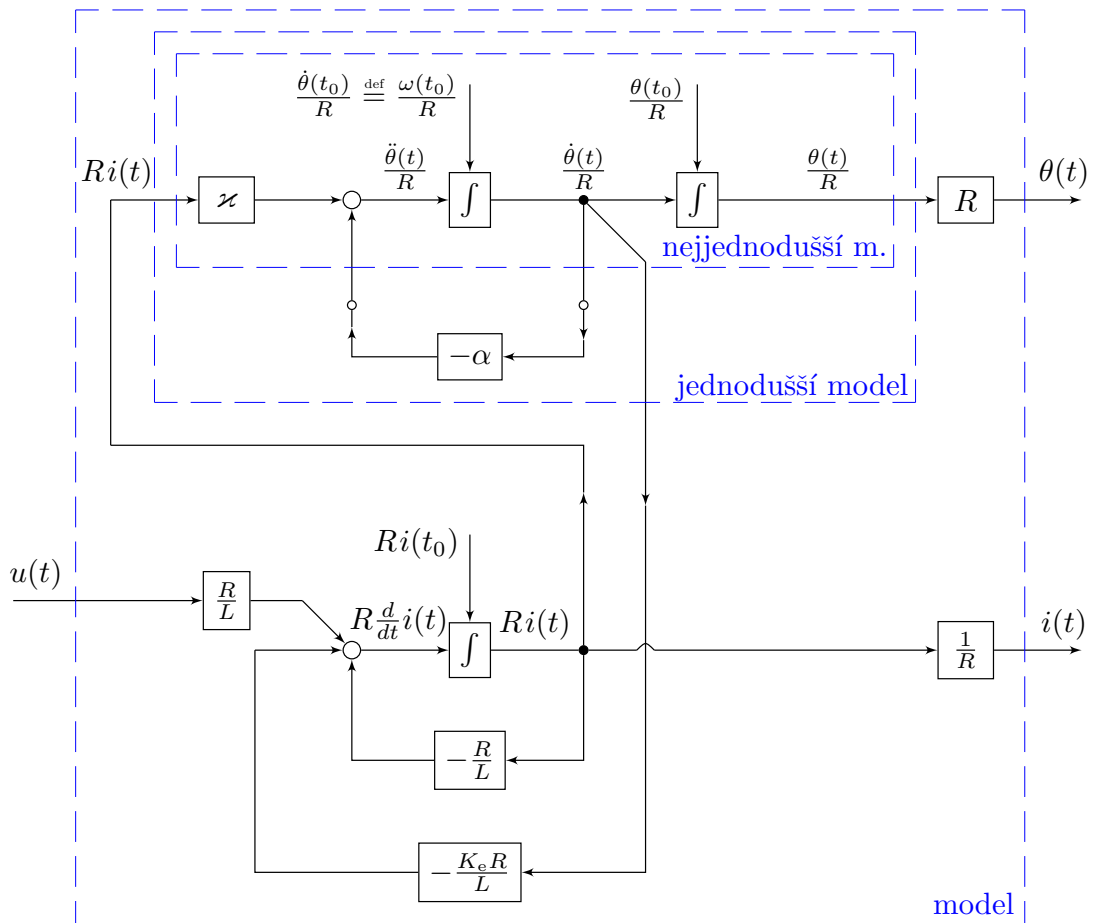 θ̇(t₀)/R def= ω(t₀)/R
θ(t₀)/R
Ri(t)
ϰ
θ̈(t)/R
∫
θ̇(t)/R
∫
θ(t)/R
R
θ(t)
nejjednodušší m.
−α
jednodušší model
Ri(t₀)
u(t)
R/L
R d/dt i(t)
∫
Ri(t)
1/R
i(t)
−R/L
−KₑR/L
model